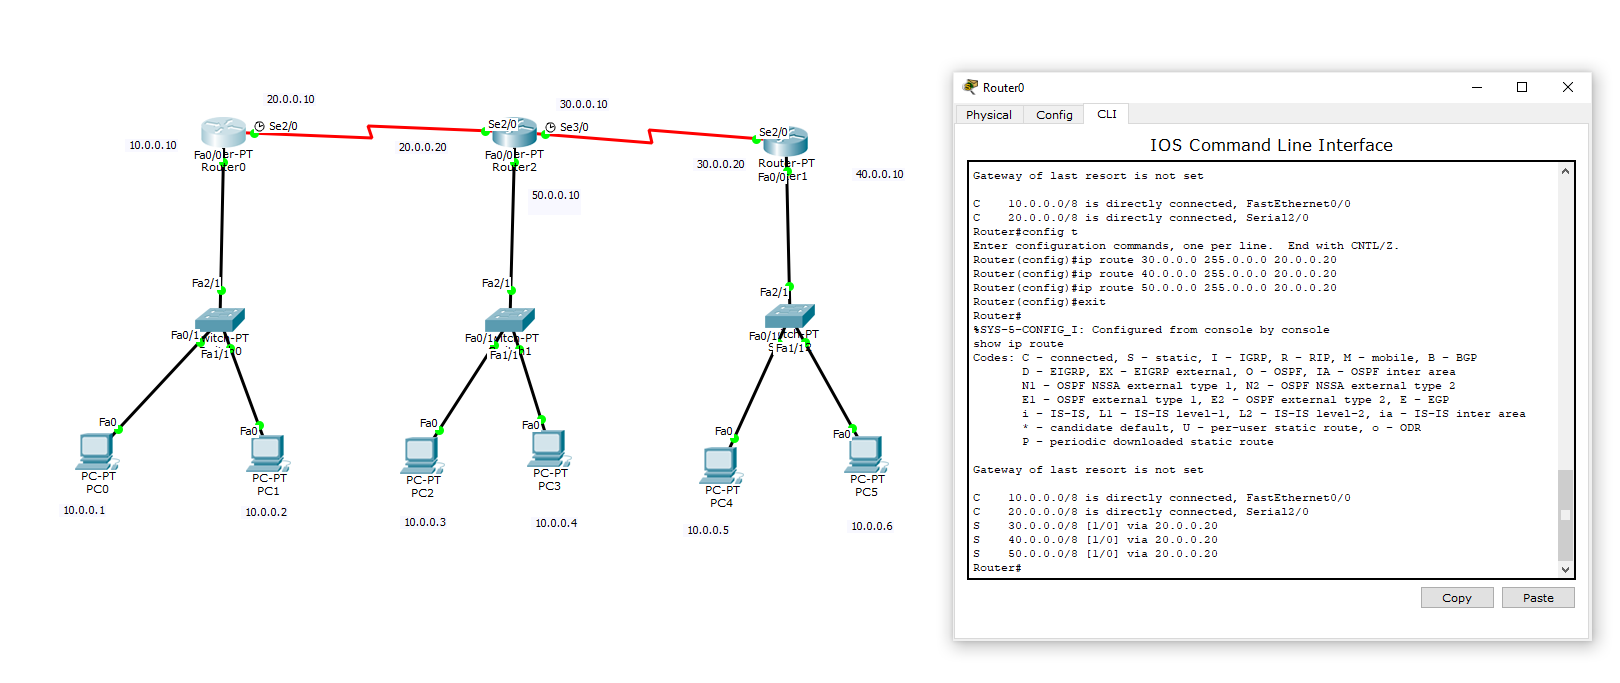 20.0.0.10
Se2/0
10.0.0.10
Fa0/0er-PT
Router0
20.0.0.20
Se2/0
30.0.0.10
Se3/0
Fa0/0er-PT
Router2
50.0.0.10
Se2/0
30.0.0.20
Router-PT
Fa0/0er1
40.0.0.10
Fa2/1
Fa0/1
witch-PT
Fa1/1
Fa2/1
Fa0/1
itch-PT
Fa1/1
Fa2/1
Fa0/1
tch-PT
Fa1/1
Fa0
PC-PT
PC0
10.0.0.1
Fa0
PC-PT
PC1
10.0.0.2
Fa0
PC-PT
PC2
10.0.0.3
Fa0
PC-PT
PC3
10.0.0.4
Fa0
PC-PT
PC4
10.0.0.5
Fa0
PC-PT
PC5
10.0.0.6
Router0
Physical Config CLI
IOS Command Line Interface
Gateway of last resort is not set
C    10.0.0.0/8 is directly connected, FastEthernet0/0
C    20.0.0.0/8 is directly connected, Serial2/0
Router#config t
Enter configuration commands, one per line.  End with CNTL/Z.
Router(config)#ip route 30.0.0.0 255.0.0.0 20.0.0.20
Router(config)#ip route 40.0.0.0 255.0.0.0 20.0.0.20
Router(config)#ip route 50.0.0.0 255.0.0.0 20.0.0.20
Router(config)#exit
Router#
%SYS-5-CONFIG_I: Configured from console by console
show ip route
Codes: C - connected, S - static, I - IGRP, R - RIP, M - mobile, B - BGP
       D - EIGRP, EX - EIGRP external, O - OSPF, IA - OSPF inter area
       N1 - OSPF NSSA external type 1, N2 - OSPF NSSA external type 2
       E1 - OSPF external type 1, E2 - OSPF external type 2, E - EGP
       i - IS-IS, L1 - IS-IS level-1, L2 - IS-IS level-2, ia - IS-IS inter area
       * - candidate default, U - per-user static route, o - ODR
       P - periodic downloaded static route
Gateway of last resort is not set
C    10.0.0.0/8 is directly connected, FastEthernet0/0
C    20.0.0.0/8 is directly connected, Serial2/0
S    30.0.0.0/8 [1/0] via 20.0.0.20
S    40.0.0.0/8 [1/0] via 20.0.0.20
S    50.0.0.0/8 [1/0] via 20.0.0.20
Router#
Copy Paste